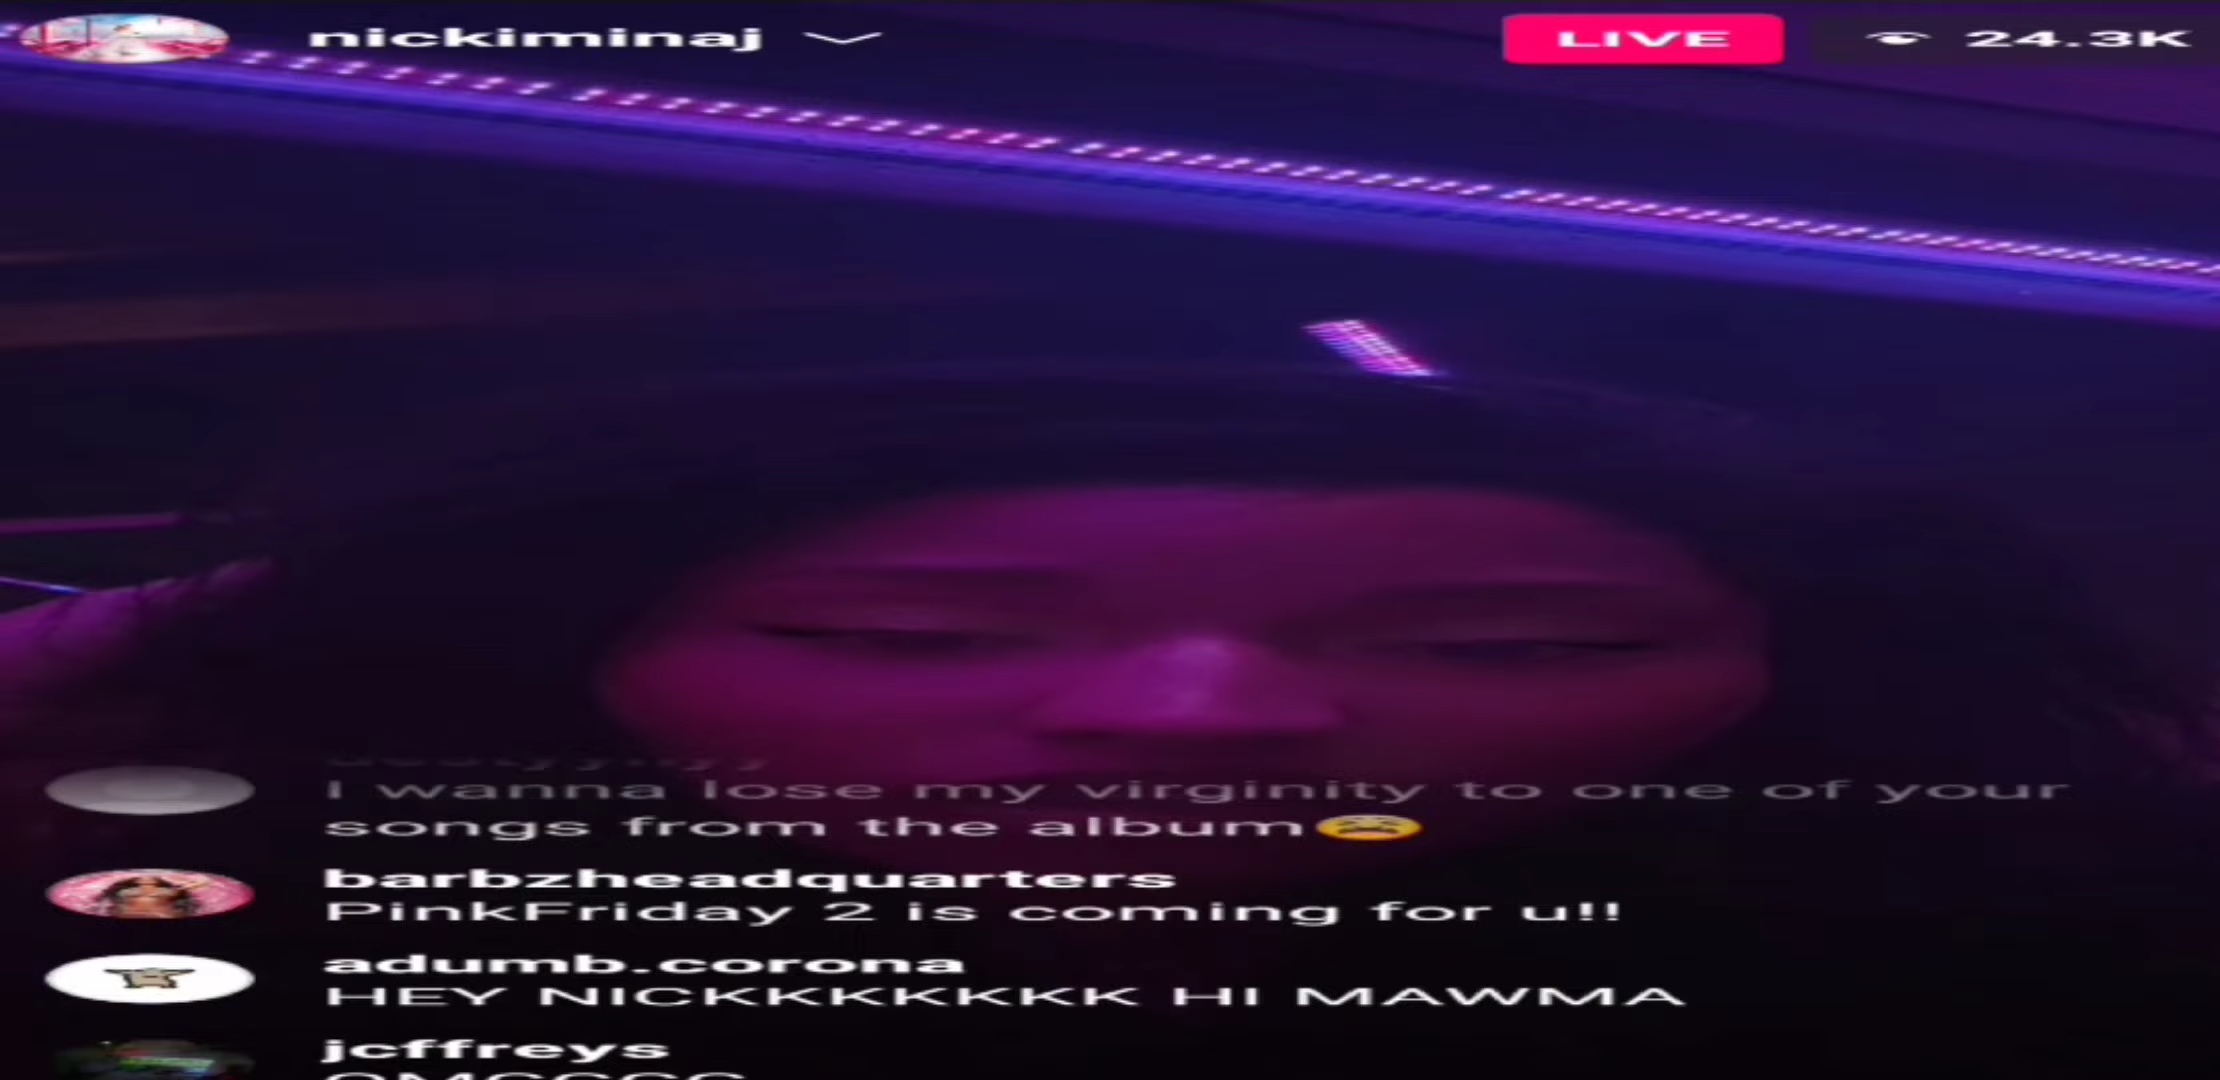 nickiminaj
LIVE
24.3K
I wanna lose my virginity to one of your
songs from the album😫
barbzheadquarters
PinkFriday 2 is coming for u!!
adumb.corona
HEY NICKKKKKKKK HI MAWMA
jcffreys